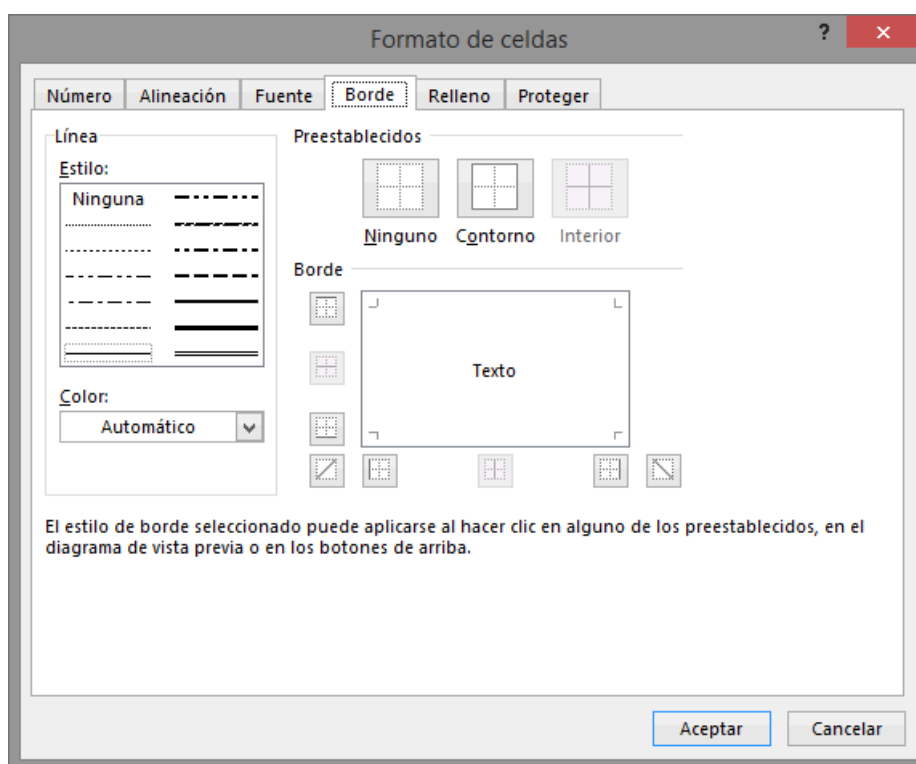 Formato de celdas
?
Número Alineación Fuente Borde Relleno Proteger
Línea
Estilo:
Ninguna
Color:
Automático
Preestablecidos
Ninguno Contorno Interior
Borde
Texto
El estilo de borde seleccionado puede aplicarse al hacer clic en alguno de los preestablecidos, en el
diagrama de vista previa o en los botones de arriba.
Aceptar Cancelar